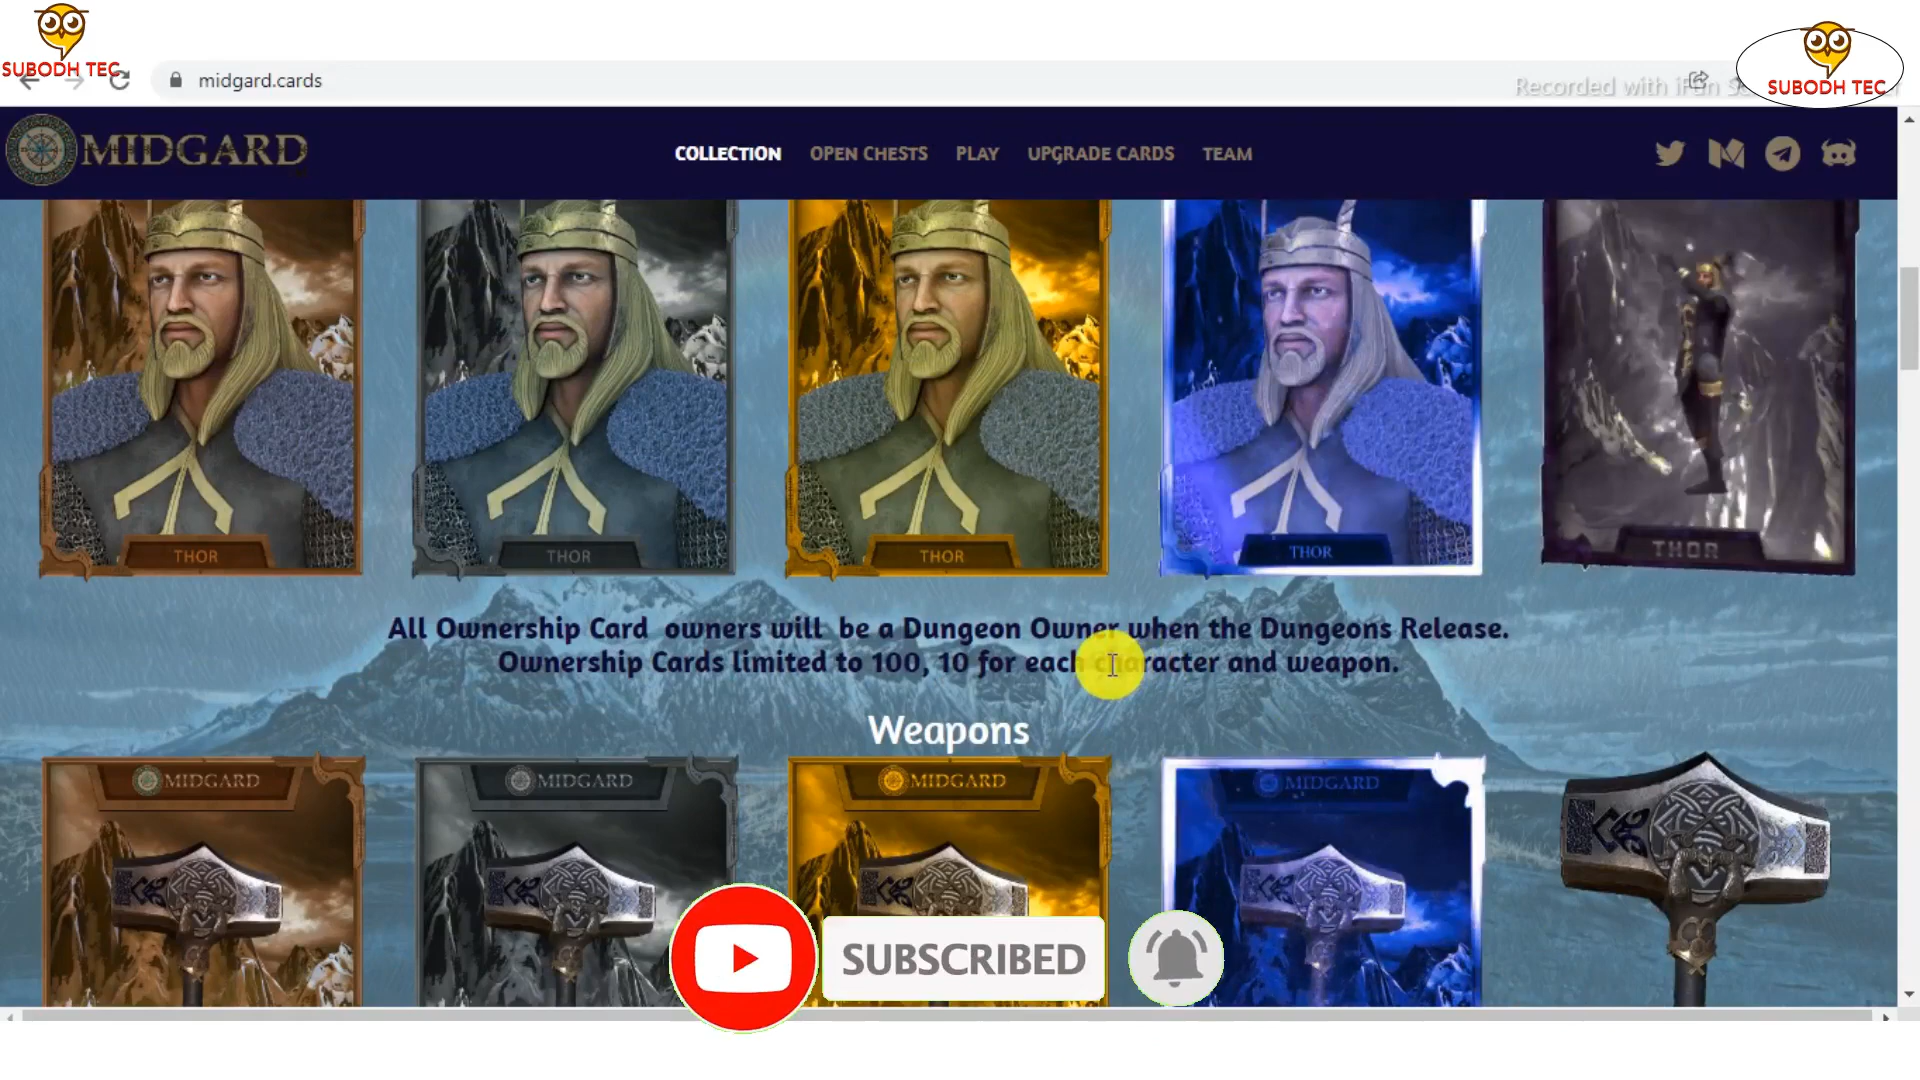 SUBODH TEC
midgard.cards
Recorded with iFun
SUBODH TEC
MIDGARD
COLLECTION OPEN CHESTS PLAY UPGRADE CARDS TEAM
THOR THOR THOR THOR THOR
All Ownership Card owners will be a Dungeon Owner when the Dungeons Release.
Ownership Cards limited to 100, 10 for each character and weapon.
Weapons
MIDGARD MIDGARD MIDGARD MIDGARD
SUBSCRIBED